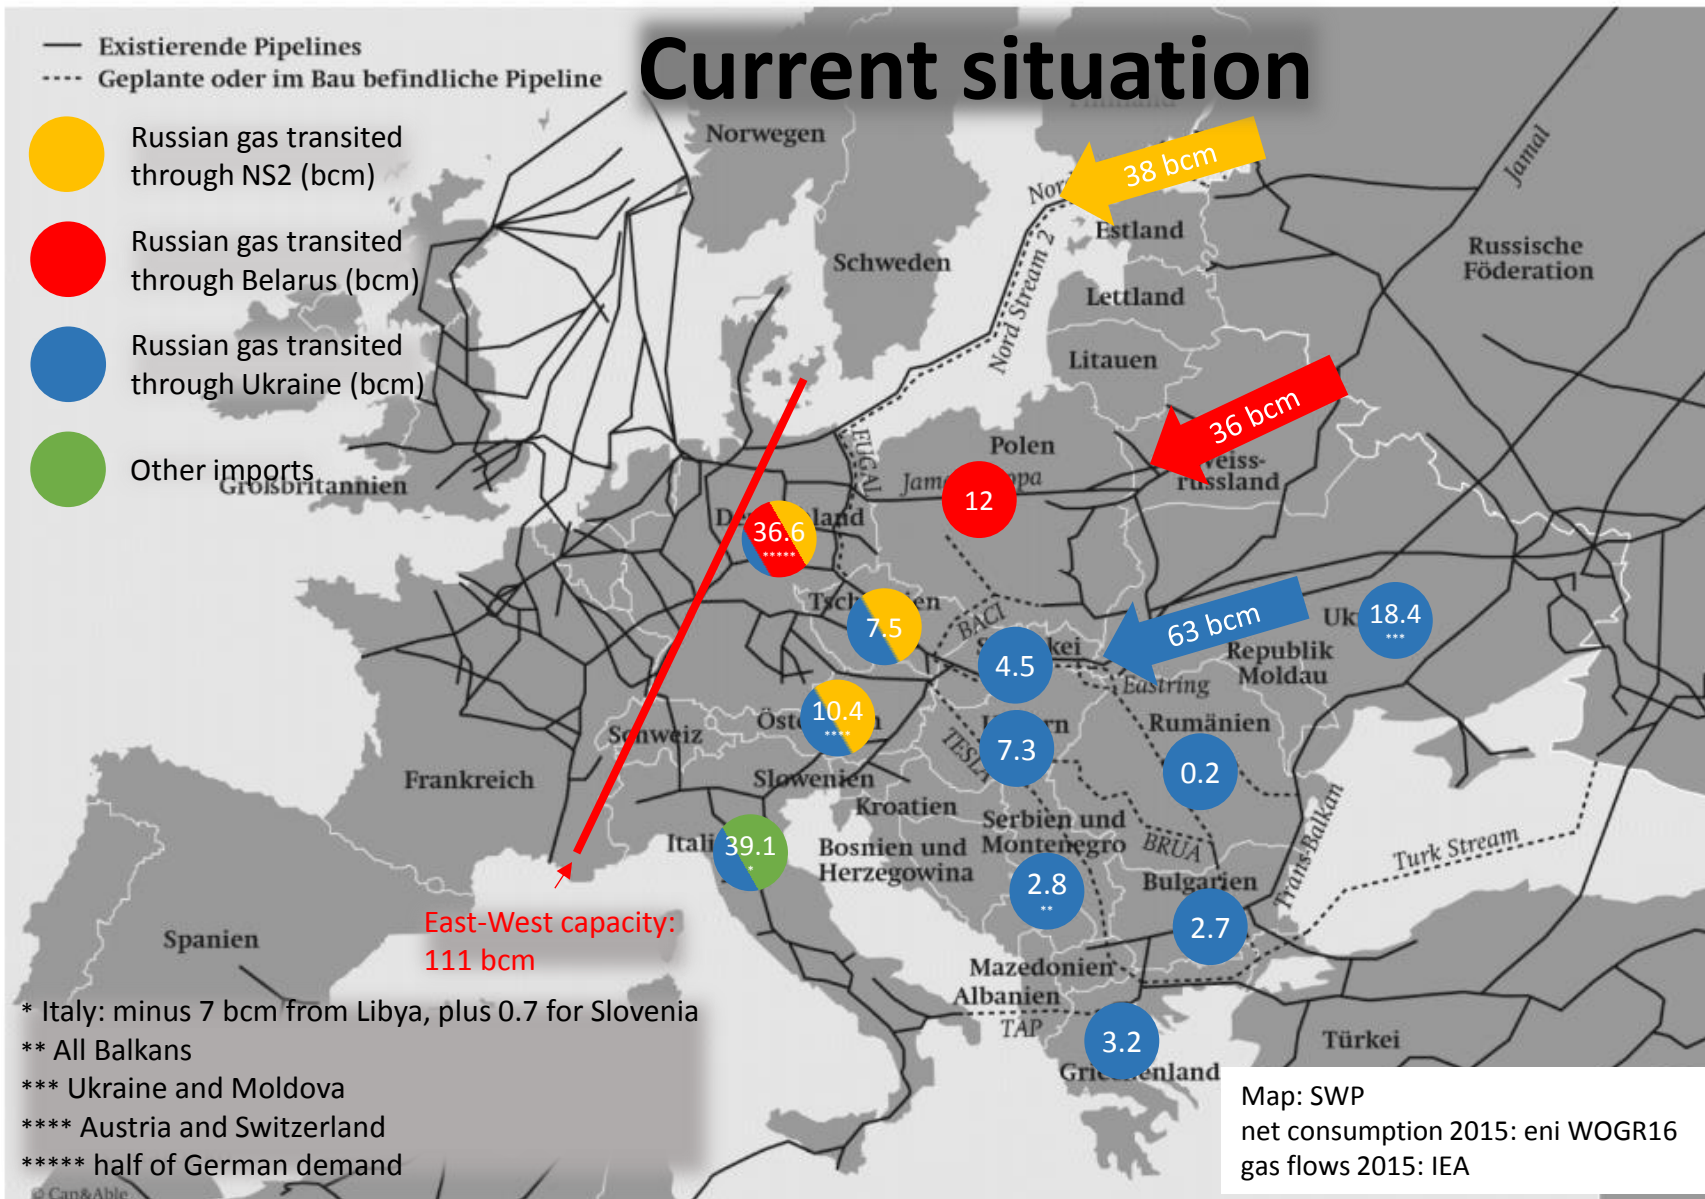 Current situation
Existierende Pipelines
Geplante oder im Bau befindliche Pipeline
Russian gas transited
through NS2 (bcm)
Russian gas transited
through Belarus (bcm)
Russian gas transited
through Ukraine (bcm)
Other imports
Norwegen
38 bcm
Jamal
Estland
Russische
Föderation
Schweden
Nord Stream 2
Lettland
Litauen
36 bcm
Großbritannien
EUGAL
Polen
12
36.6
*****
63 bcm
18.4
***
7.5
BACI
4.5
Republik
Moldau
Eastring
10.4
****
Schweiz
7.3
TESLA
Rumänien
0.2
Frankreich
Slowenien
Kroatien
Serbien und
Montenegro
BRUA
Trans-Balkan
Turk Stream
39.1
*
Bosnien und
Herzegowina
2.8
**
Bulgarien
2.7
East-West capacity:
111 bcm
Spanien
Mazedonien
Albanien
TAP
3.2
Türkei
* Italy: minus 7 bcm from Libya, plus 0.7 for Slovenia
** All Balkans
*** Ukraine and Moldova
**** Austria and Switzerland
***** half of German demand
Map: SWP
net consumption 2015: eni WOGR16
gas flows 2015: IEA
© Can&Able